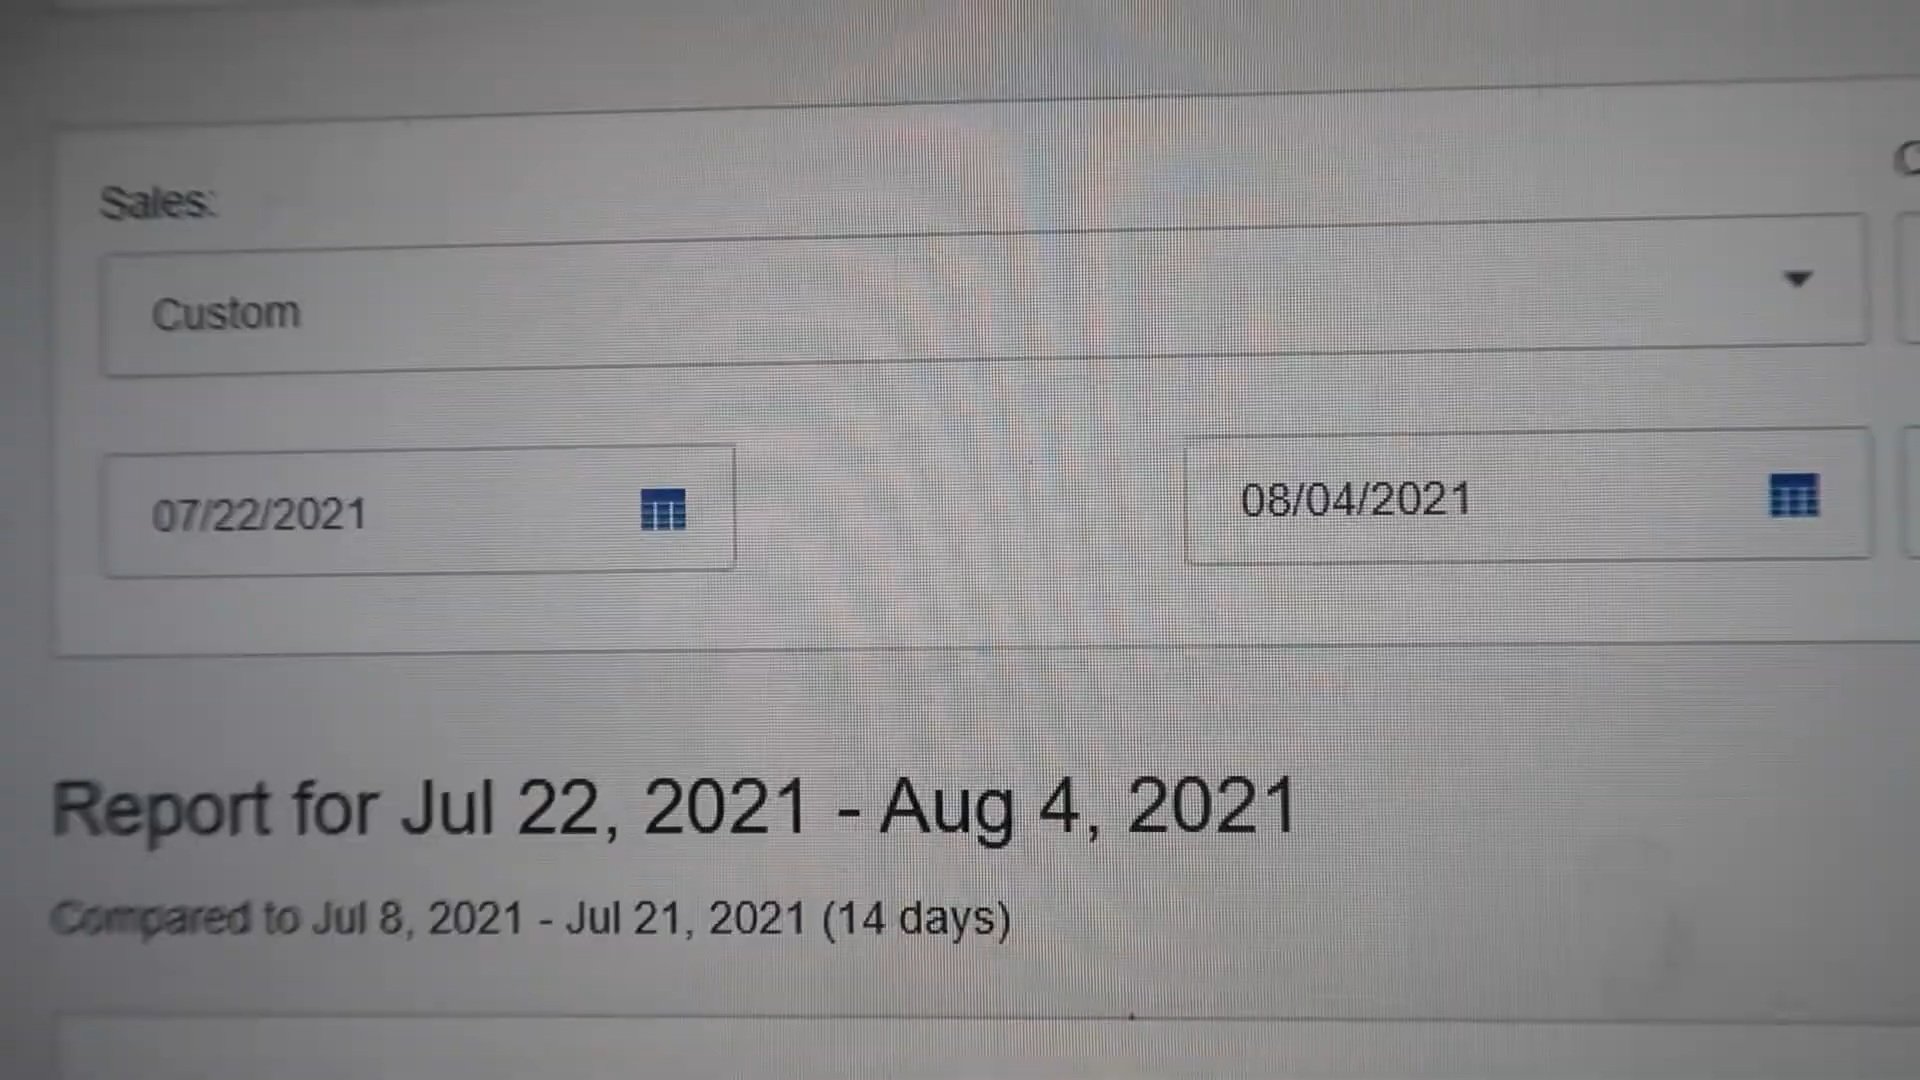 Sales:
Custom
07/22/2021
08/04/2021
Report for Jul 22, 2021 - Aug 4, 2021
Compared to Jul 8, 2021 - Jul 21, 2021 (14 days)